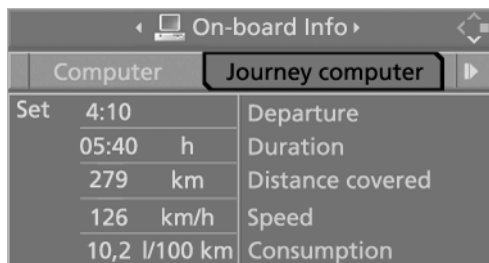 On-board Info
Computer Journey computer
Set 4:10 Departure
05:40 h Duration
279 km Distance covered
126 km/h Speed
10,2 l/100 km Consumption